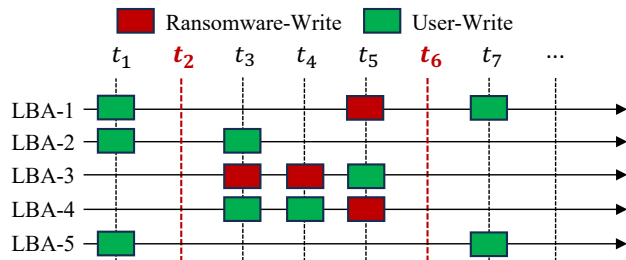 Ransomware-Write User-Write
t₁ t₂ t₃ t₄ t₅ t₆ t₇ ...
LBA-1
LBA-2
LBA-3
LBA-4
LBA-5